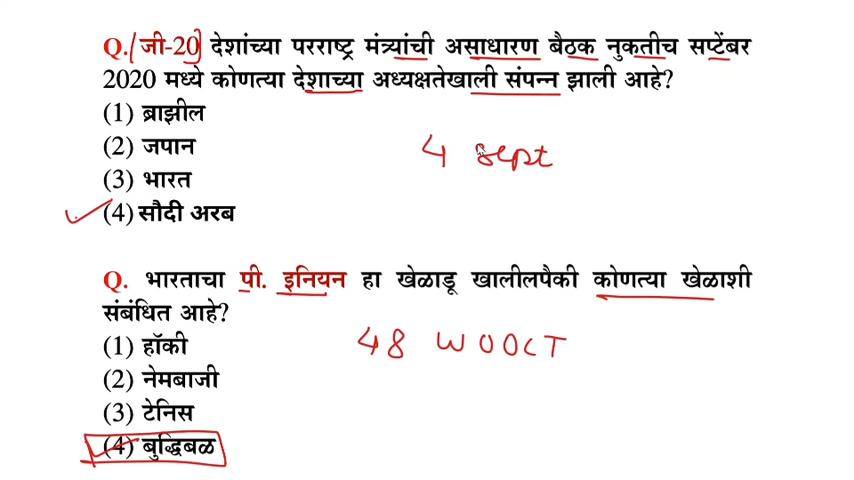 Q. [जी-20] देशांच्या परराष्ट्र मंत्र्यांची असाधारण बैठक नुकतीच सप्टेंबर
2020 मध्ये कोणत्या देशाच्या अध्यक्षतेखाली संपन्न झाली आहे?
(1) ब्राझील
(2) जपान
(3) भारत
(4) सौदी अरब
4 Sept
Q. भारताचा पी. इनियन हा खेळाडू खालीलपैकी कोणत्या खेळाशी
संबंधित आहे?
(1) हॉकी
(2) नेमबाजी
(3) टेनिस
(4) बुद्धिबळ
48 WOOCT